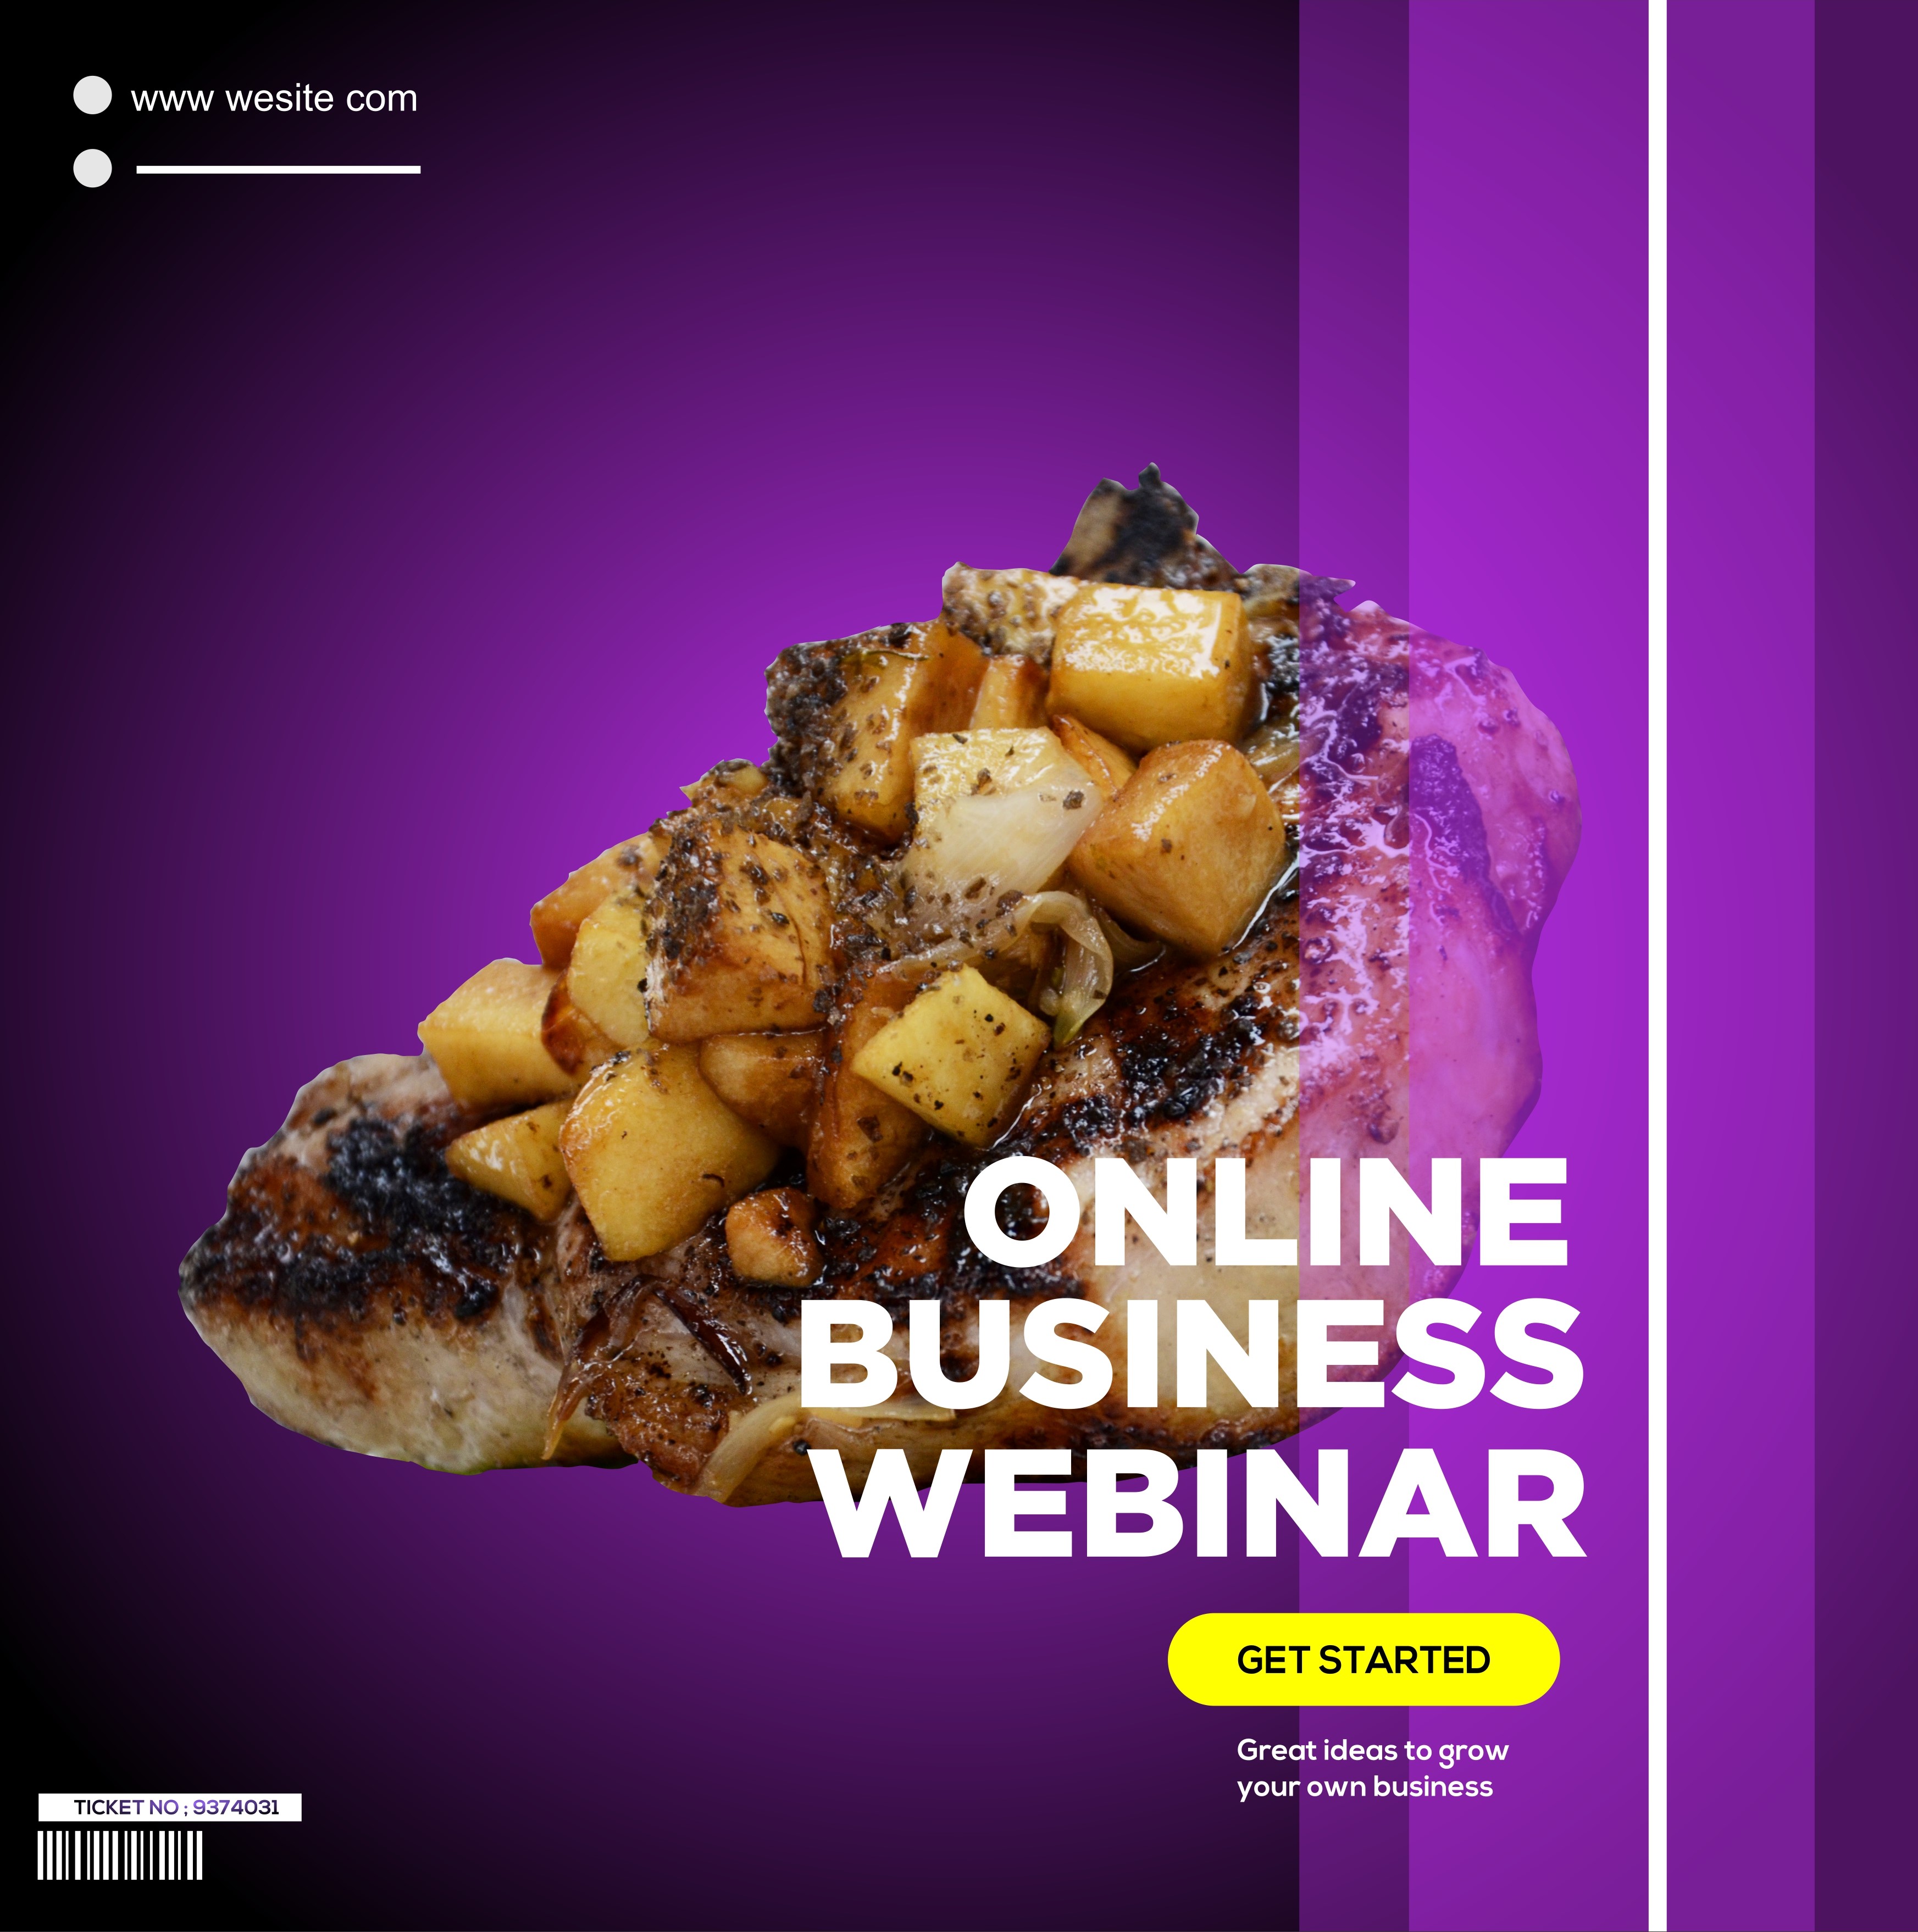 www wesite com
ONLINE
BUSINESS
WEBINAR
GET STARTED
Great ideas to grow
your own business
TICKET NO ; 9374031